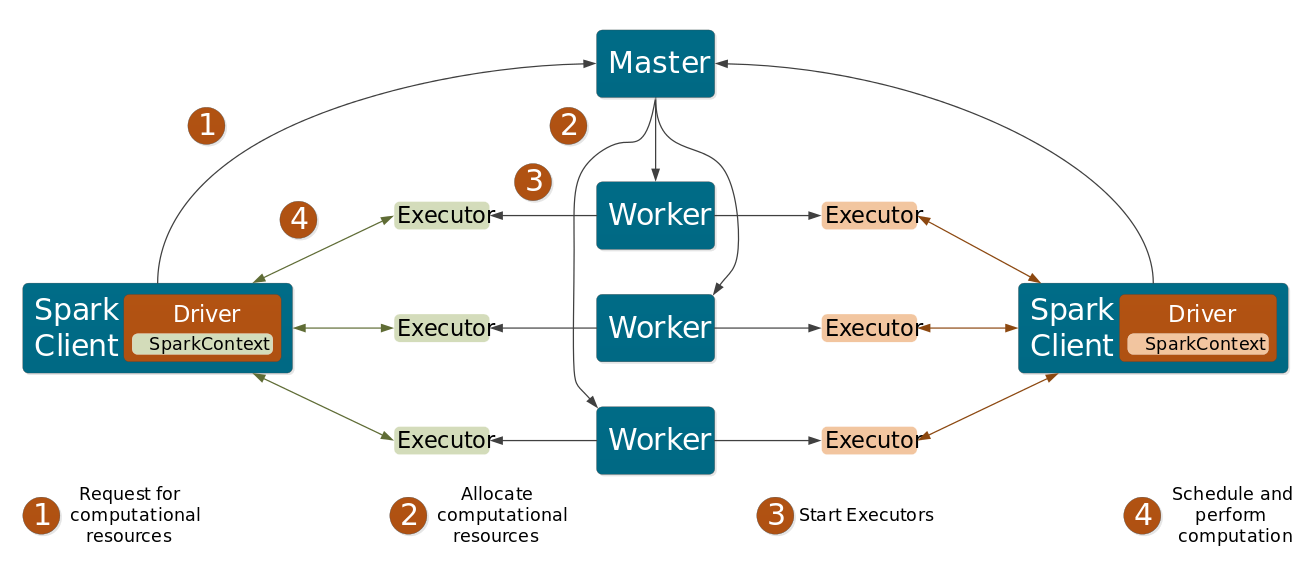 Master
1
2
3
Worker
4
Executor
Executor
Spark
Client
Driver
SparkContext
Executor
Worker
Executor
Spark
Client
Driver
SparkContext
Executor
Worker
Executor
1
Request for
computational
resources
2
Allocate
computational
resources
3
Start Executors
4
Schedule and
perform
computation